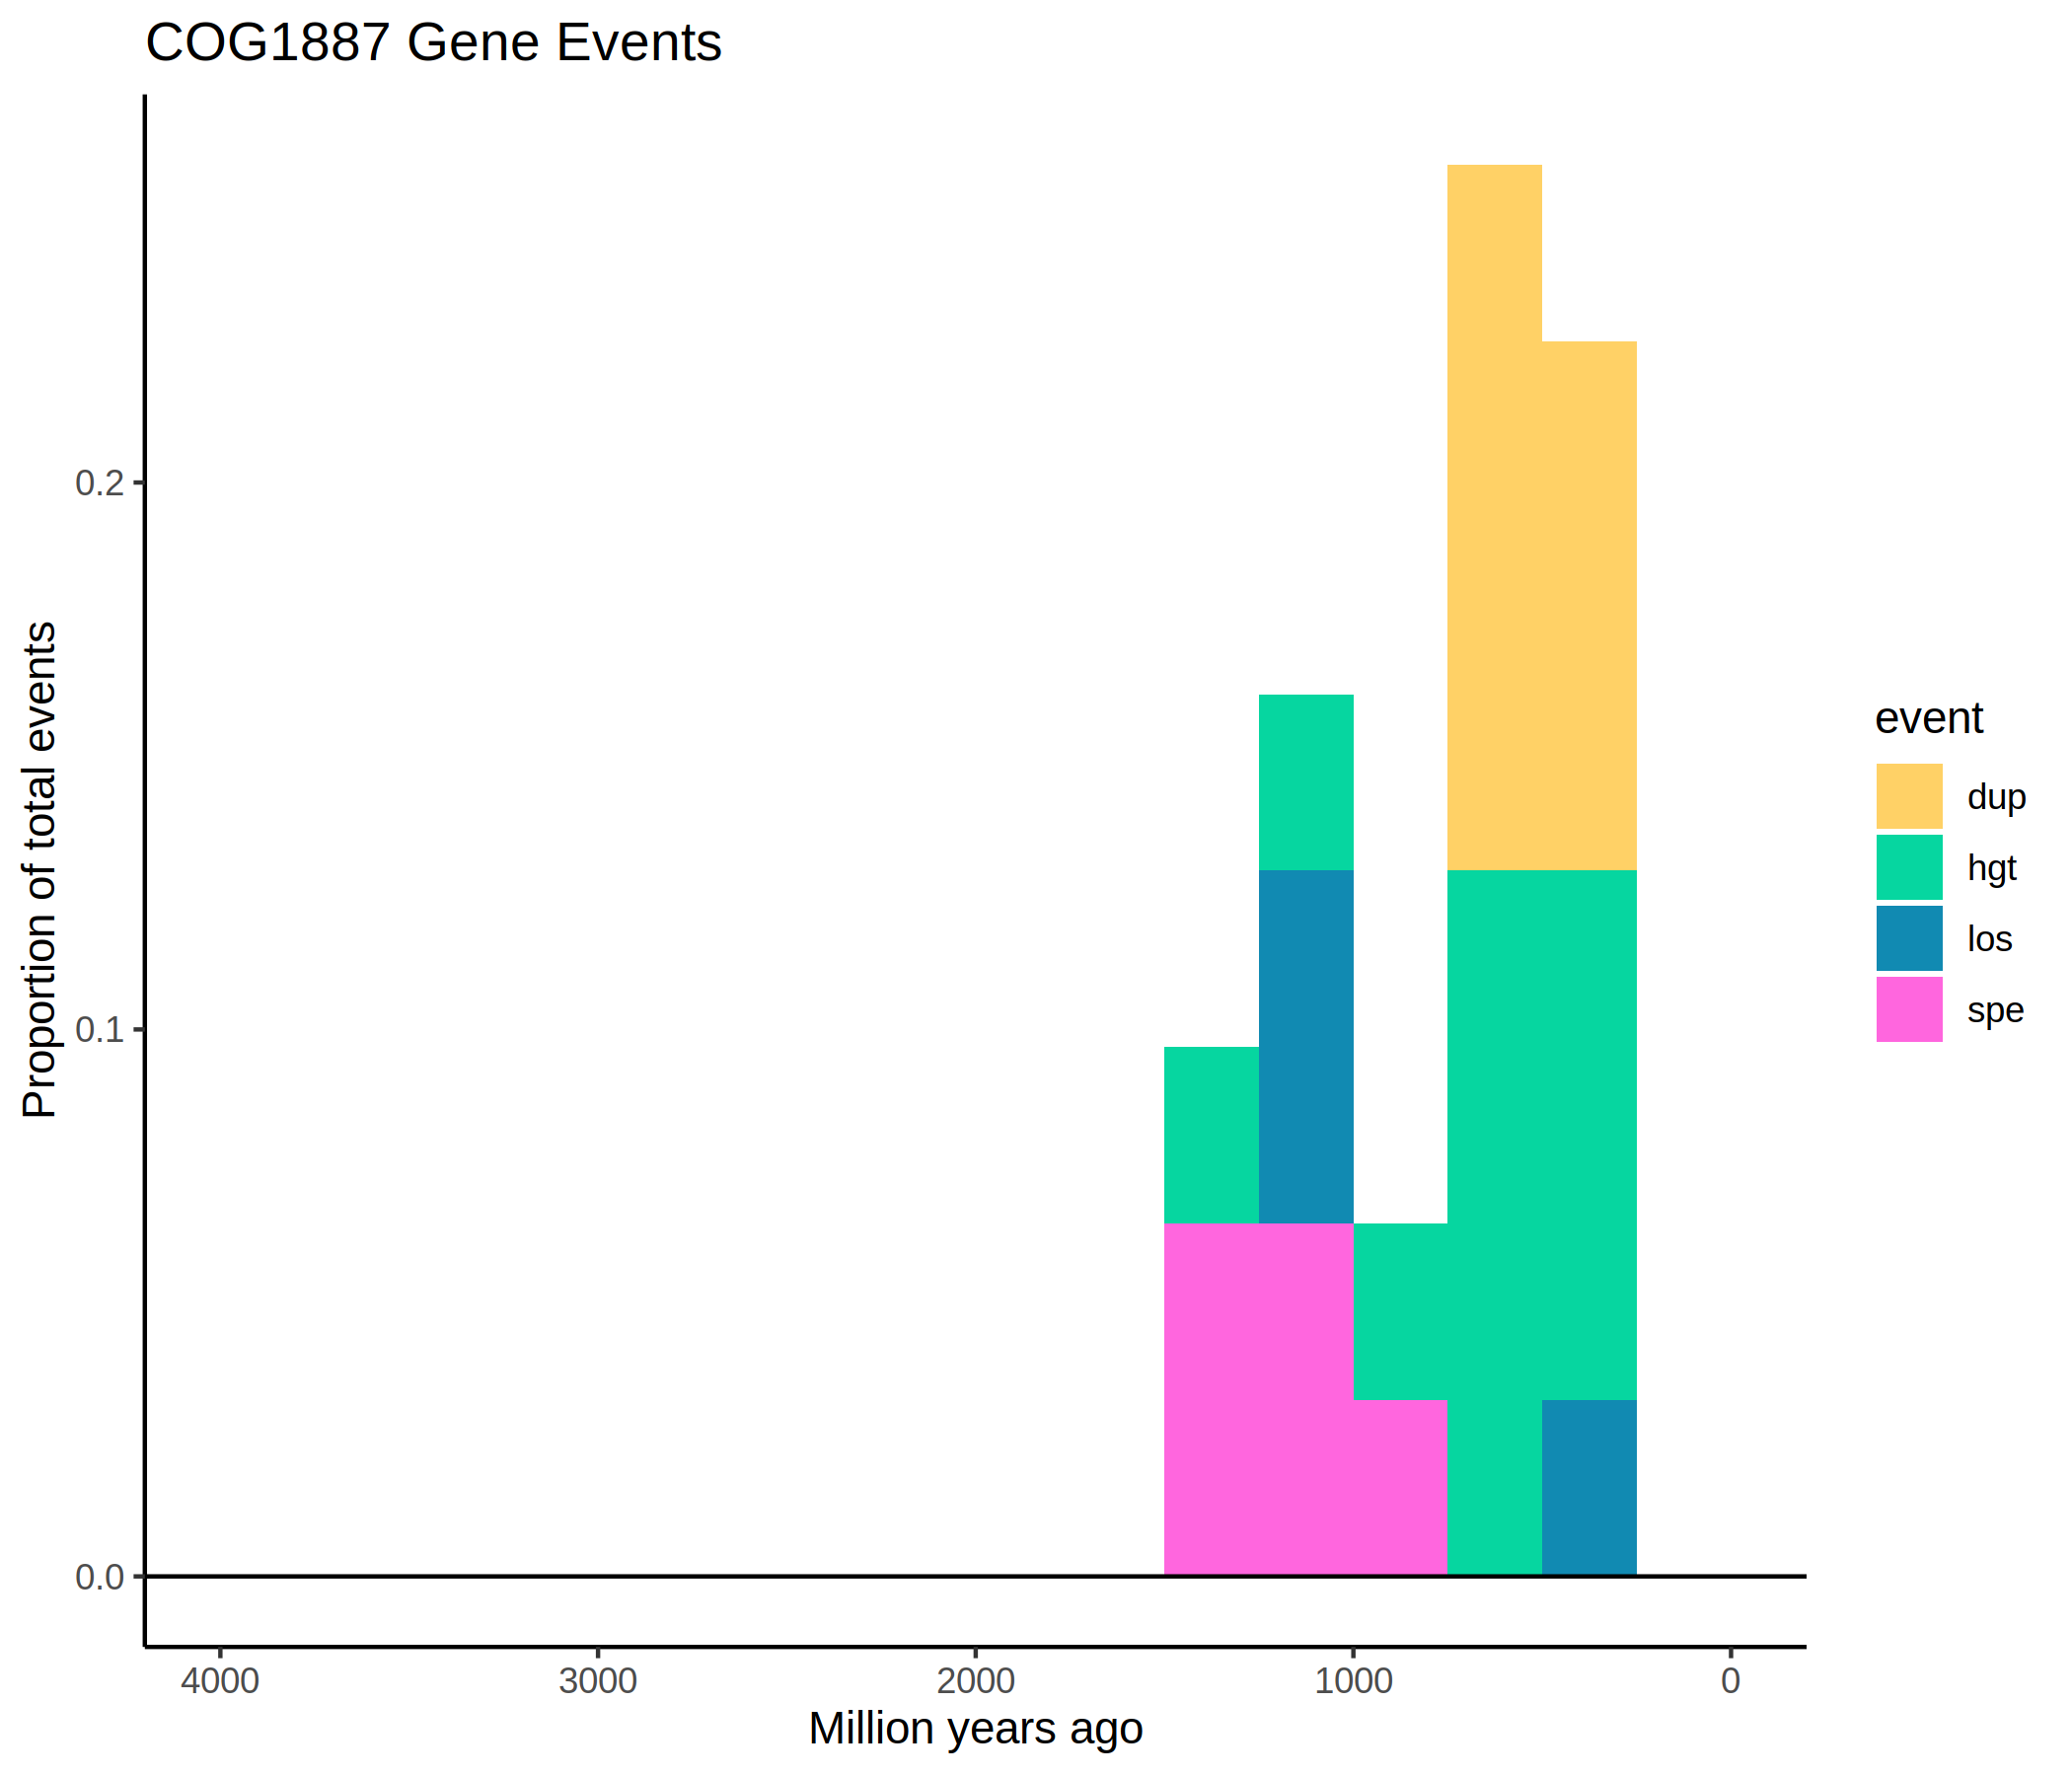 COG1887 Gene Events
Proportion of total events
0.2
0.1
0.0
4000 3000 2000 1000 0
Million years ago
event
dup
hgt
los
spe